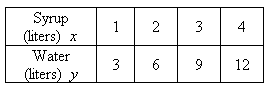 Syrup
(liters) x 1 2 3 4
Water
(liters) y 3 6 9 12